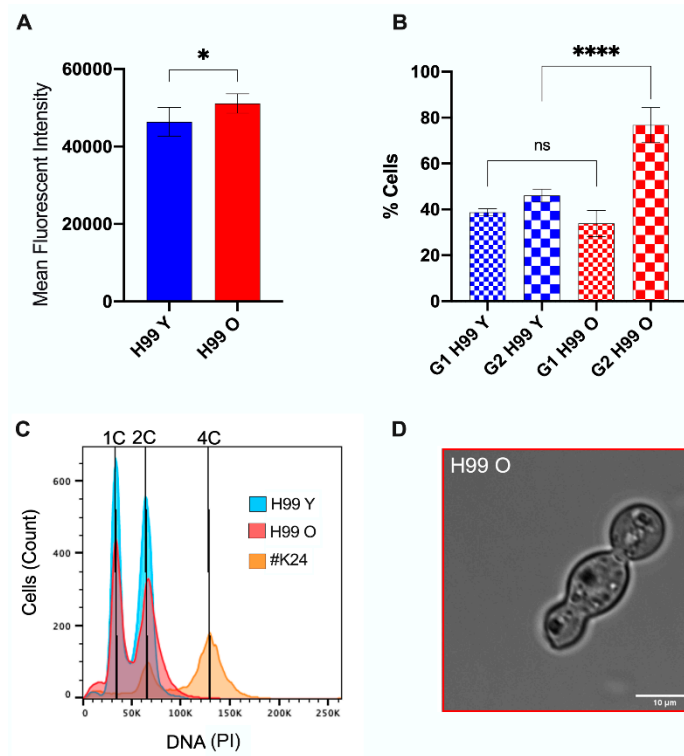 A
*
60000
40000
20000
0
Mean Fluorescent Intensity
H99 Y
H99 O
B
****
ns
100
80
60
40
20
0
% Cells
G1 H99 Y
G2 H99 Y
G1 H99 O
G2 H99 O
C
1C 2C 4C
600
400
200
0
Cells (Count)
H99 Y
H99 O
#K24
0 50K 100K 150K 200K 250K
DNA (PI)
D
H99 O
10 µm